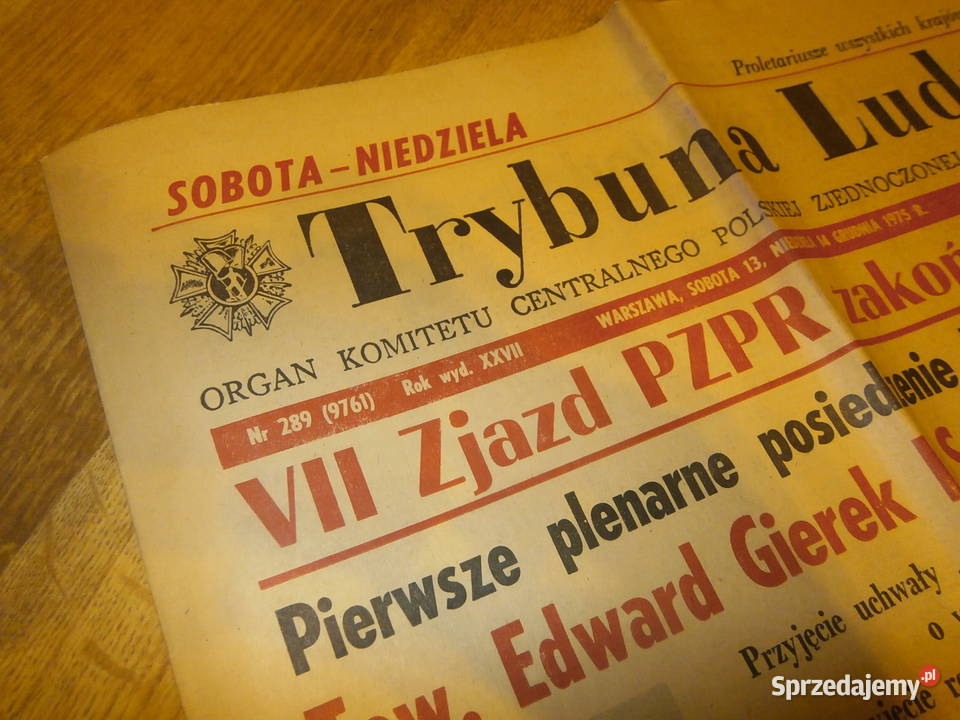 Proletariusze wszystkich krajów
SOBOTA – NIEDZIELA
Trybuna Lud
ORGAN KOMITETU CENTRALNEGO POLSKIEJ ZJEDNOCZONEJ
Nr 289 (9761) Rok wyd. XXVII WARSZAWA, SOBOTA 13, NIEDZIELA 14 GRUDNIA 1975 R.
VII Zjazd PZPR zakoń
Pierwsze plenarne posiedzenie
Tow. Edward Gierek I S
Przyjęcie uchwały
o
Sprzedajemy.pl